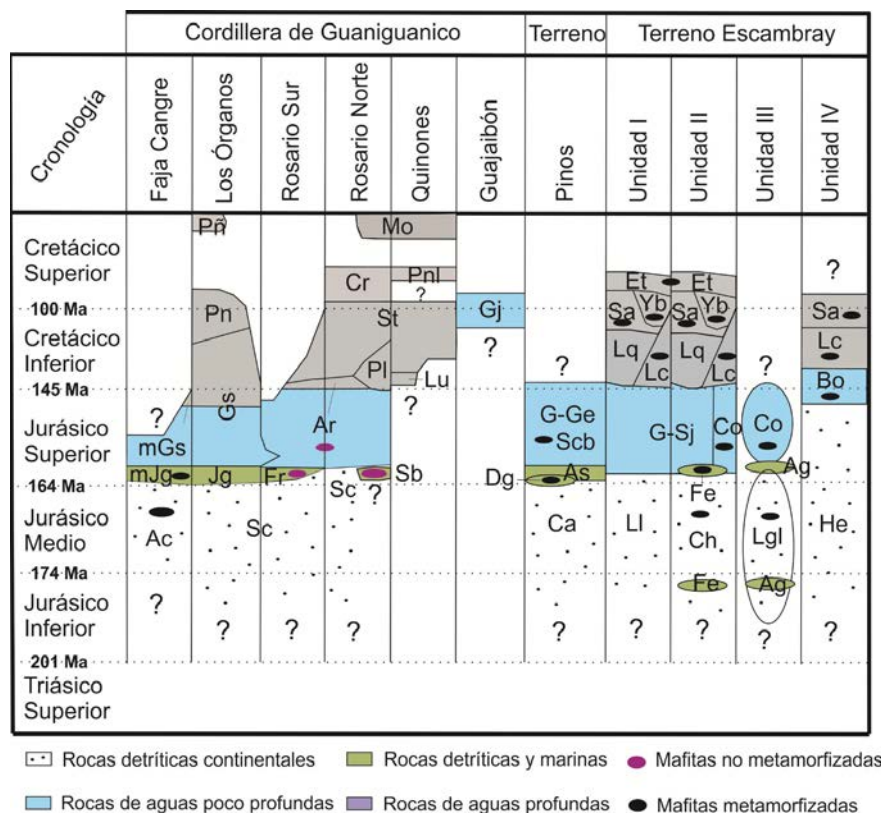 Cordillera de Guaniguanico Terreno Terreno Escambray
Cronología
Faja Cangre
Los Órganos
Rosario Sur
Rosario Norte
Quinones
Guajaibón
Pinos
Unidad I
Unidad II
Unidad III
Unidad IV
Cretácico
Superior
Pñ Mo
Cr Pnl ?
Et Et ?
100 Ma
Pn St Gj Sa Yb Sa Yb Sa
Cretácico
Inferior
? Lq Lq Lc
Pl Lu ? Lc Lc ? Bo
145 Ma
Gs
Jurásico
Superior
? mGs Ar ? G-Ge Scb G-Sj Co Co
mJg Jg Fr Sc ? Sb Dg As Ag
164 Ma
Jurásico
Medio
Ac Sc Ca Ll Fe Ch Lgl He
174 Ma
Fe Ag
Jurásico
Inferior
? ? ? ? ? ? ? ? ?
201 Ma
Triásico
Superior
Rocas detríticas continentales Rocas detríticas y marinas Mafitas no metamorfizadas
Rocas de aguas poco profundas Rocas de aguas profundas Mafitas metamorfizadas